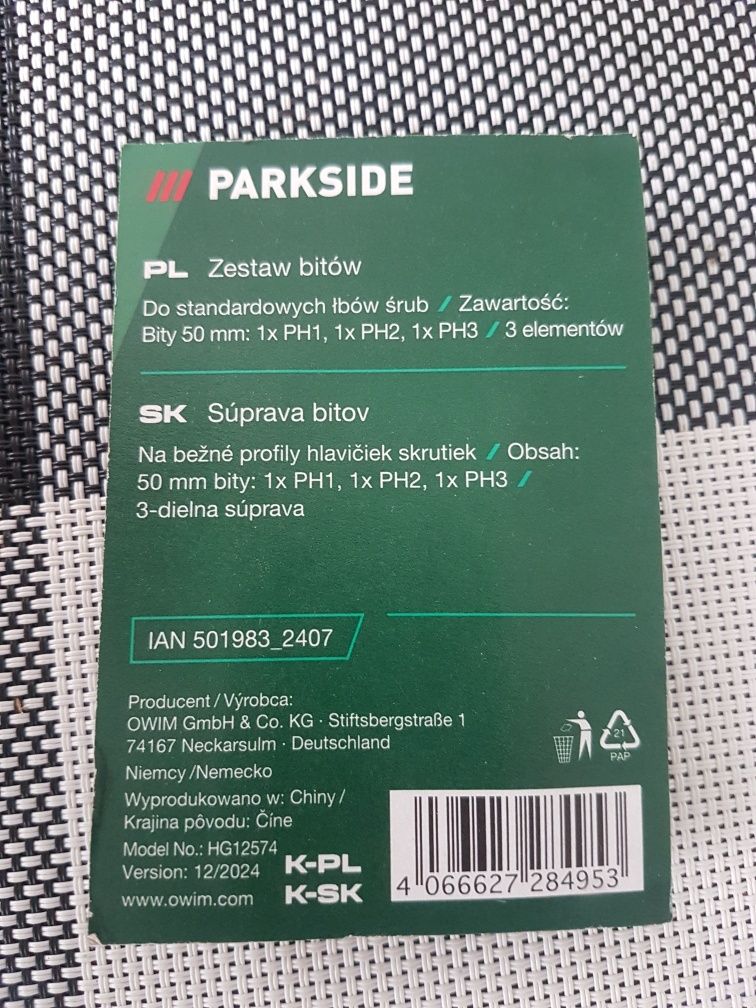 PARKSIDE
PL Zestaw bitów
Do standardowych łbów śrub / Zawartość:
Bity 50 mm: 1x PH1, 1x PH2, 1x PH3 / 3 elementów
SK Súprava bitov
Na bežné profily hlavičiek skrutiek / Obsah:
50 mm bity: 1x PH1, 1x PH2, 1x PH3 /
3-dielna súprava
IAN 501983_2407
Producent / Výrobca:
OWIM GmbH & Co. KG · Stiftsbergstraße 1
74167 Neckarsulm · Deutschland
Niemcy /Nemecko
Wyprodukowano w: Chiny /
Krajina pôvodu: Číne
Model No.: HG12574
Version: 12/2024
www.owim.com
K-PL
K-SK
21
PAP
4 066627 284953